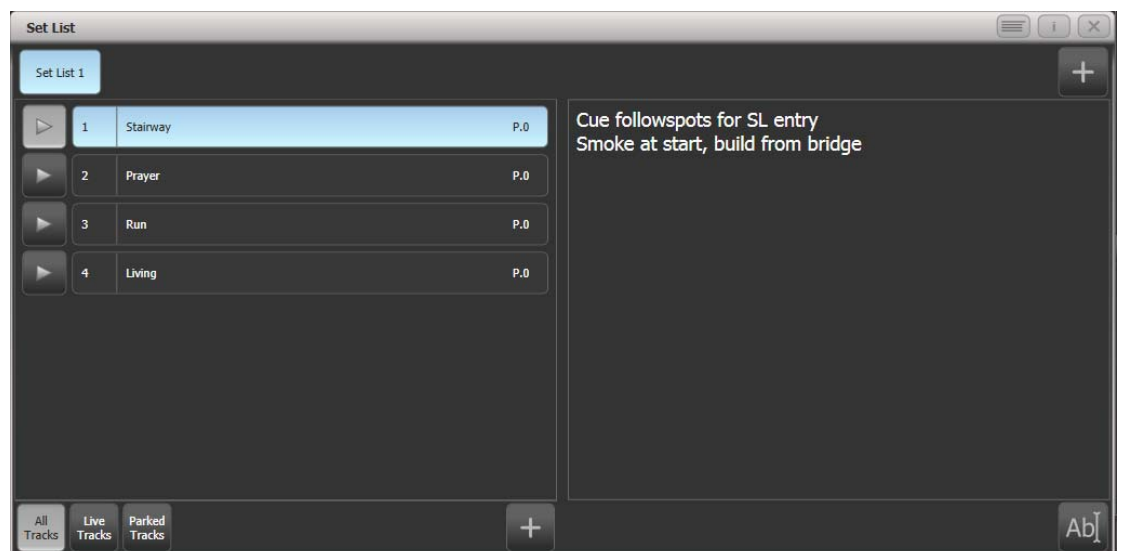 Set List
i
Set List 1
1 Stairway P.0
2 Prayer P.0
3 Run P.0
4 Living P.0
Cue followspots for SL entry
Smoke at start, build from bridge
All Tracks
Live Tracks
Parked Tracks
Ab